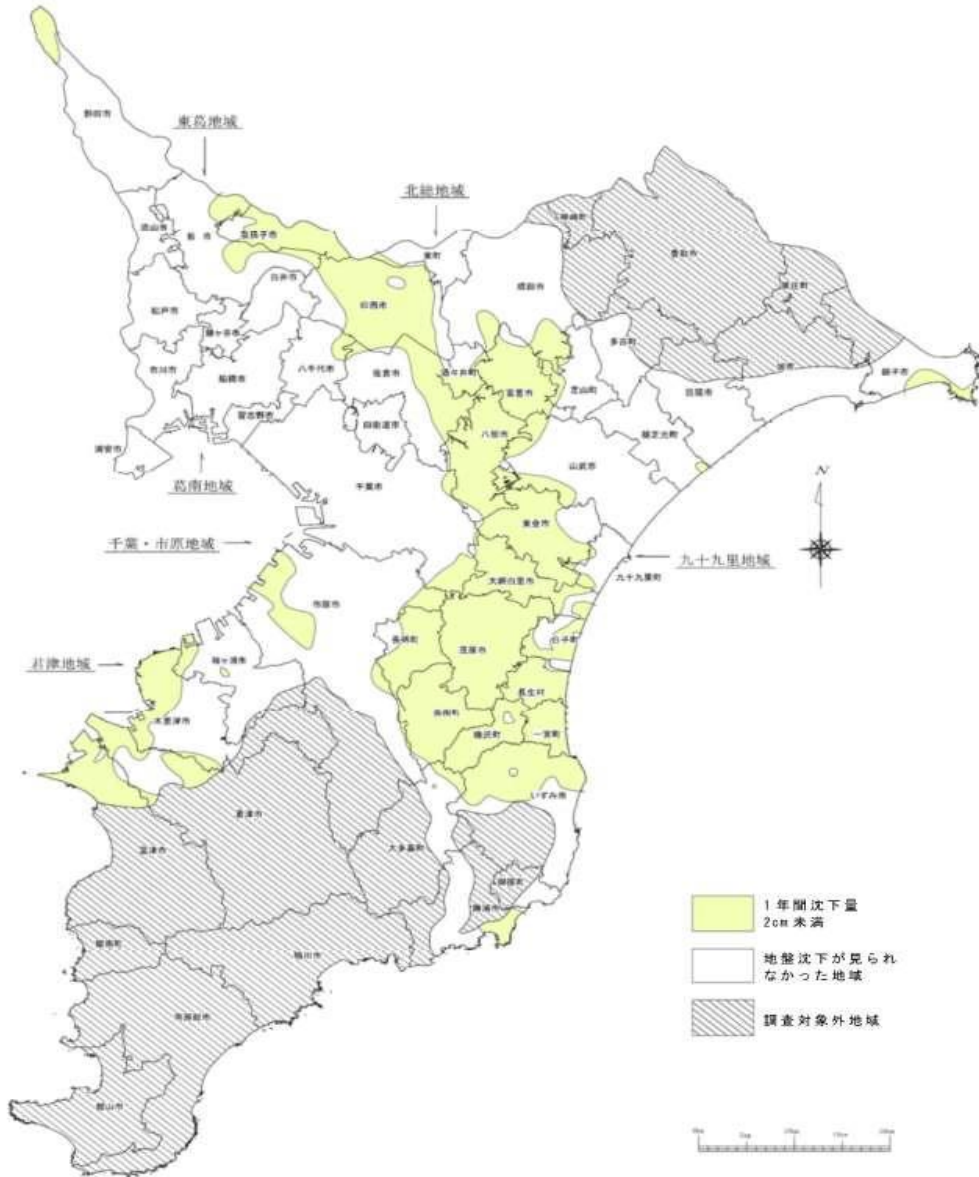 野田市
東葛地域
北総地域
流山市
柏市
我孫子市
神崎町
香取市
栄町
白井市
印西市
成田市
東庄町
松戸市
鎌ヶ谷市
多古町
市川市
船橋市
八千代市
佐倉市
酒々井町
富里市
芝山町
匝瑳市
旭市
銚子市
習志野市
四街道市
八街市
横芝光町
浦安市
千葉市
山武市
葛南地域
東金市
N
千葉・市原地域
九十九里地域
九十九里町
大網白里市
市原市
長柄町
白子町
茂原市
君津地域
袖ヶ浦市
長生村
木更津市
長南町
睦沢町
一宮町
いすみ市
君津市
富津市
大多喜町
御宿町
勝浦市
1年間沈下量
2cm未満
鋸南町
鴨川市
地盤沈下が見られ
なかった地域
南房総市
調査対象外地域
館山市